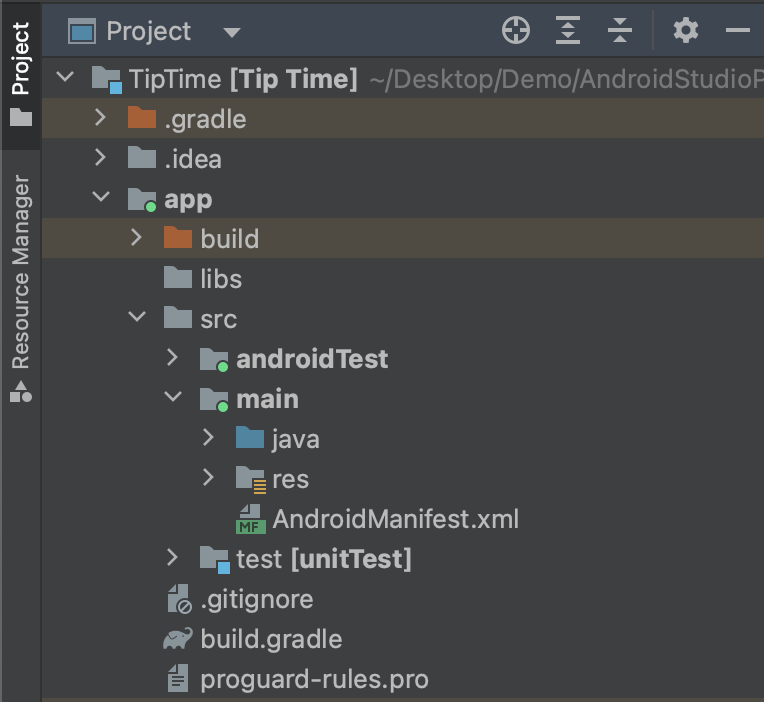 Project
Project
Resource Manager
TipTime [Tip Time] ~/Desktop/Demo/AndroidStudioP
.gradle
.idea
app
build
libs
src
androidTest
main
java
res
MF AndroidManifest.xml
test [unitTest]
.gitignore
build.gradle
proguard-rules.pro